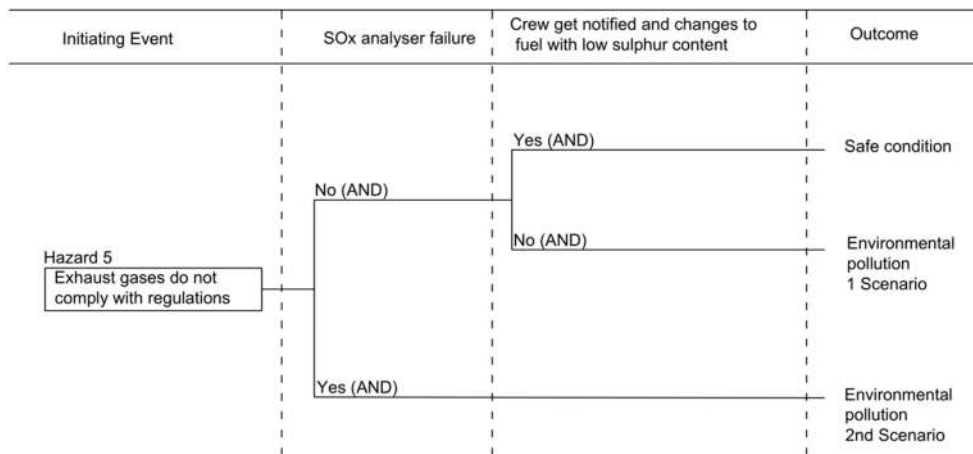 Initiating Event
SOx analyser failure
Crew get notified and changes to
fuel with low sulphur content
Outcome
Yes (AND)
Safe condition
No (AND)
No (AND)
Environmental
pollution
1 Scenario
Hazard 5
Exhaust gases do not
comply with regulations
Yes (AND)
Environmental
pollution
2nd Scenario